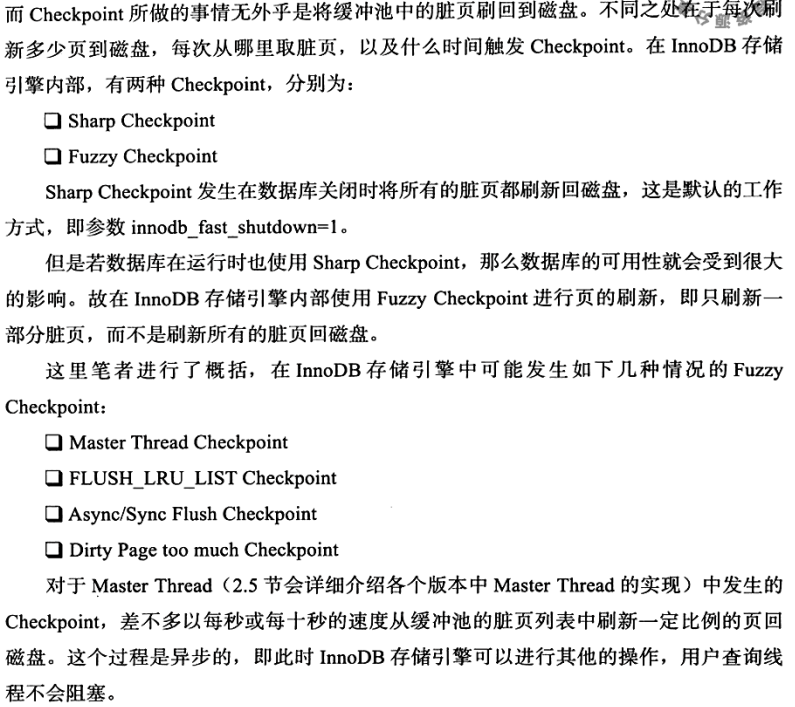 而 Checkpoint 所做的事情无外乎是将缓冲池中的脏页刷回到磁盘。不同之处在于每次刷
新多少页到磁盘，每次从哪里取脏页，以及什么时间触发 Checkpoint。在 InnoDB 存储
引擎内部，有两种 Checkpoint，分别为：
❑ Sharp Checkpoint
❑ Fuzzy Checkpoint
Sharp Checkpoint 发生在数据库关闭时将所有的脏页都刷新回磁盘，这是默认的工作
方式，即参数 innodb_fast_shutdown=1。
但是若数据库在运行时也使用 Sharp Checkpoint，那么数据库的可用性就会受到很大
的影响。故在 InnoDB 存储引擎内部使用 Fuzzy Checkpoint 进行页的刷新，即只刷新一
部分脏页，而不是刷新所有的脏页回磁盘。
这里笔者进行了概括，在 InnoDB 存储引擎中可能发生如下几种情况的 Fuzzy
Checkpoint：
❑ Master Thread Checkpoint
❑ FLUSH_LRU_LIST Checkpoint
❑ Async/Sync Flush Checkpoint
❑ Dirty Page too much Checkpoint
对于 Master Thread（2.5 节会详细介绍各个版本中 Master Thread 的实现）中发生的
Checkpoint，差不多以每秒或每十秒的速度从缓冲池的脏页列表中刷新一定比例的页回
磁盘。这个过程是异步的，即此时 InnoDB 存储引擎可以进行其他的操作，用户查询线
程不会阻塞。